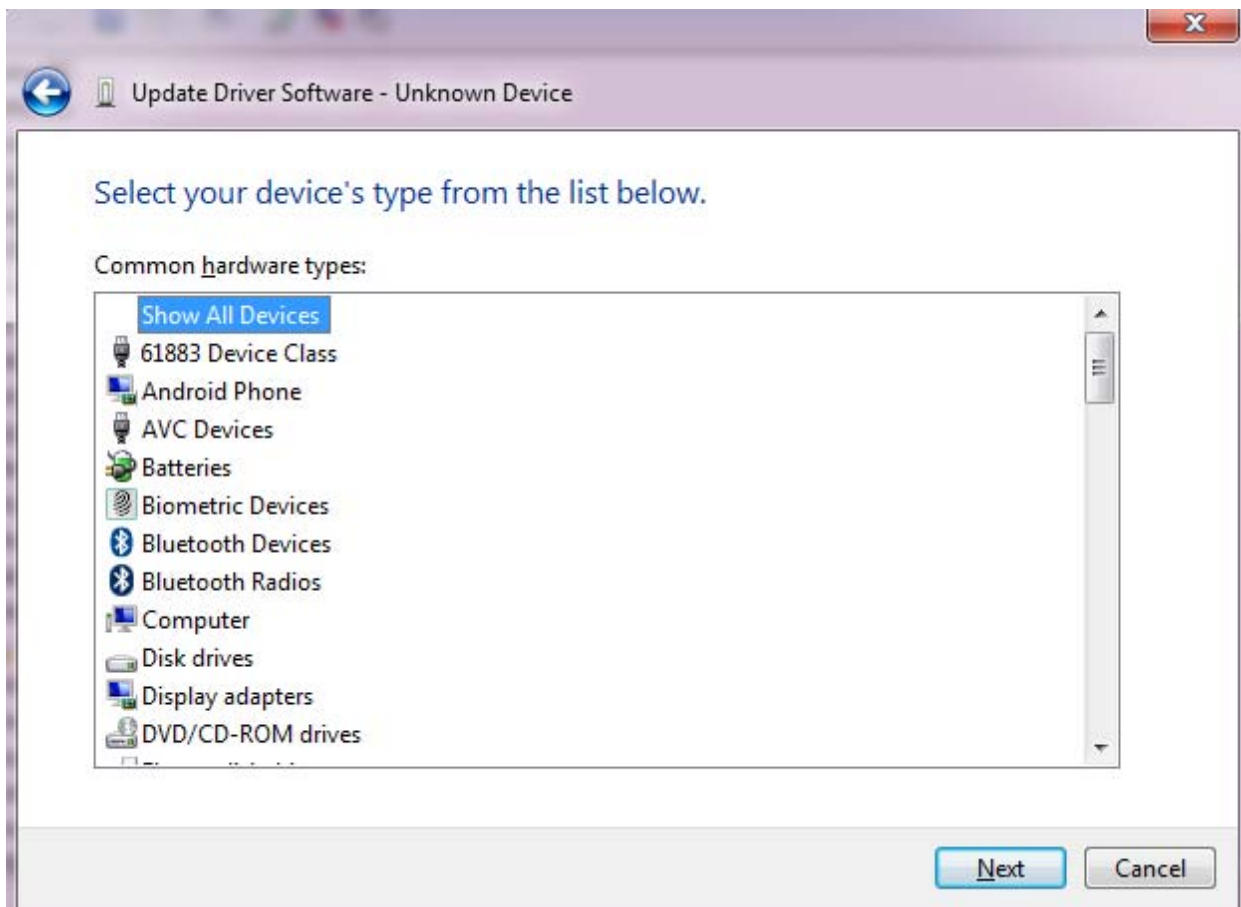 Update Driver Software - Unknown Device
Select your device's type from the list below.
Common hardware types:
Show All Devices
61883 Device Class
Android Phone
AVC Devices
Batteries
Biometric Devices
Bluetooth Devices
Bluetooth Radios
Computer
Disk drives
Display adapters
DVD/CD-ROM drives
Next
Cancel